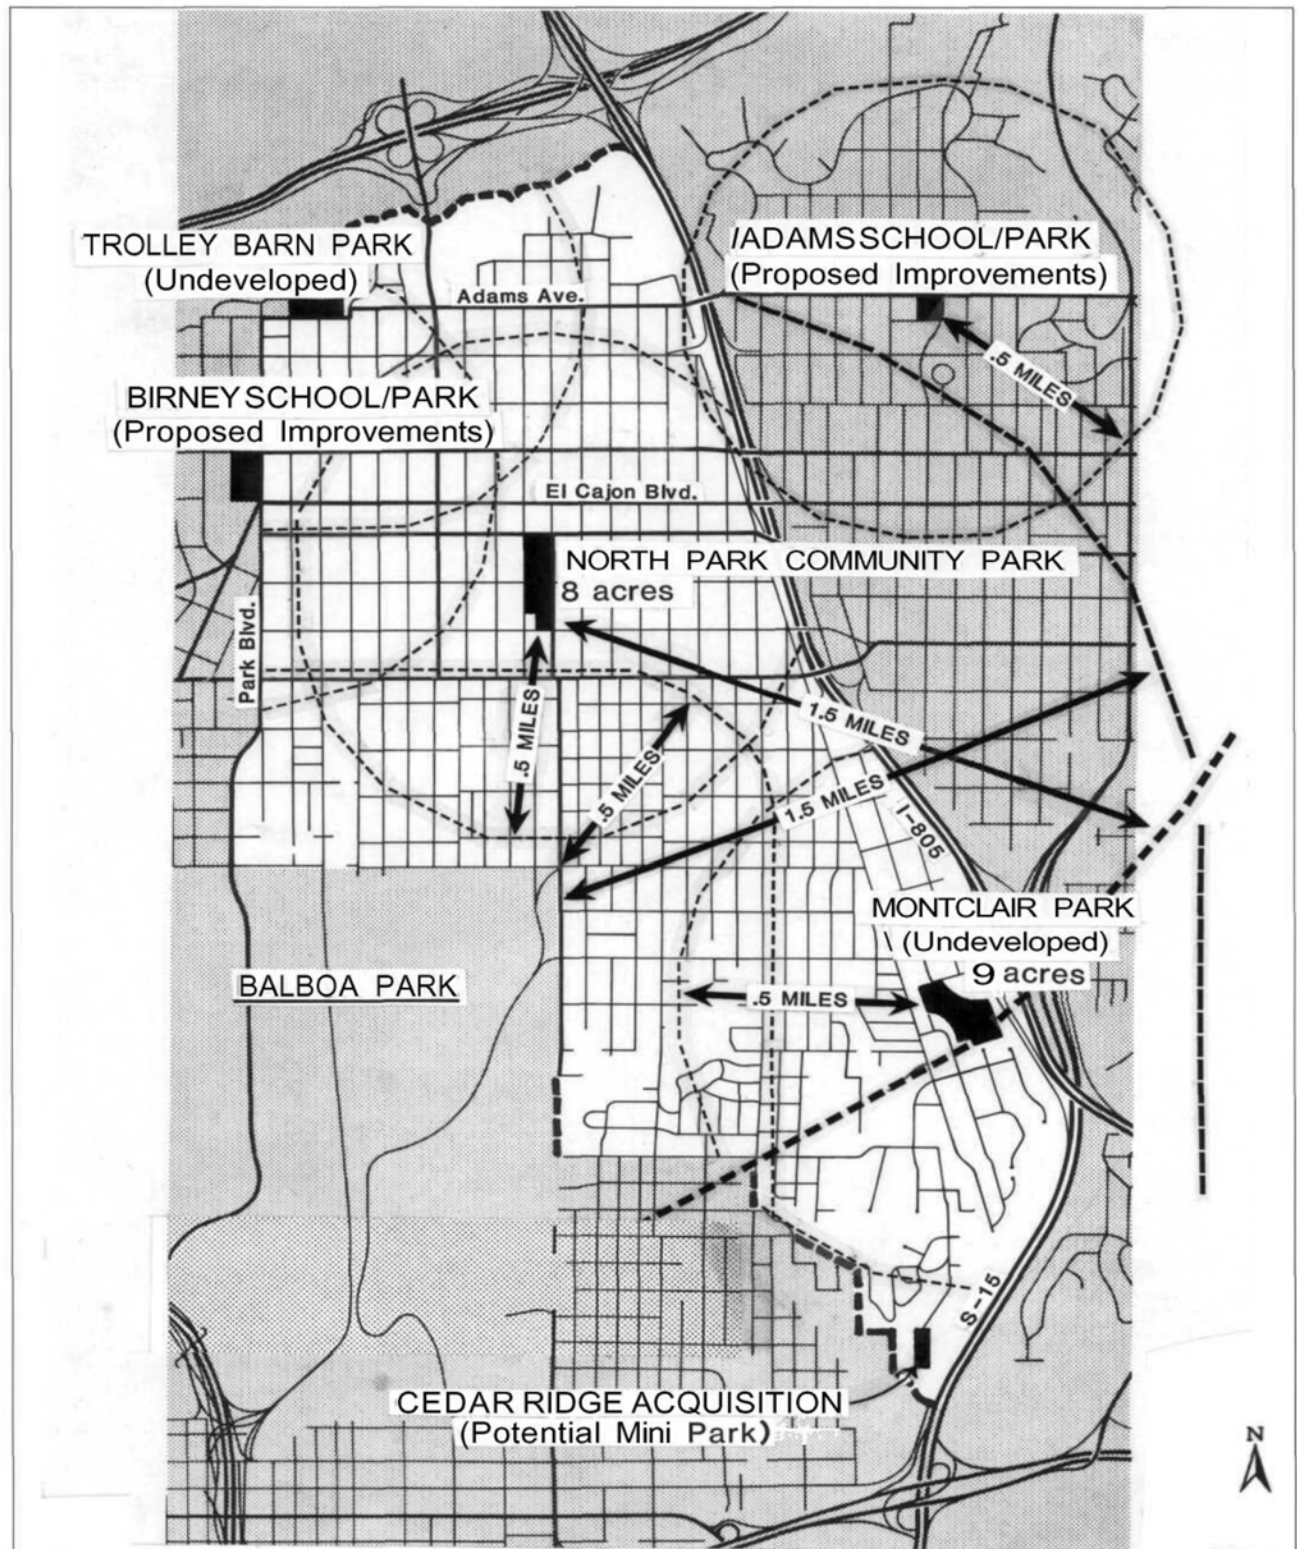 TROLLEY BARN PARK
(Undeveloped)
/ADAMS SCHOOL/PARK
(Proposed Improvements)
Adams Ave.
.5 MILES
BIRNEY SCHOOL/PARK
(Proposed Improvements)
El Cajon Blvd.
NORTH PARK COMMUNITY PARK
8 acres
Park Blvd.
.5 MILES
.5 MILES
1.5 MILES
1.5 MILES
I-805
MONTCLAIR PARK
(Undeveloped)
9 acres
BALBOA PARK
.5 MILES
S-15
CEDAR RIDGE ACQUISITION
(Potential Mini Park)
N